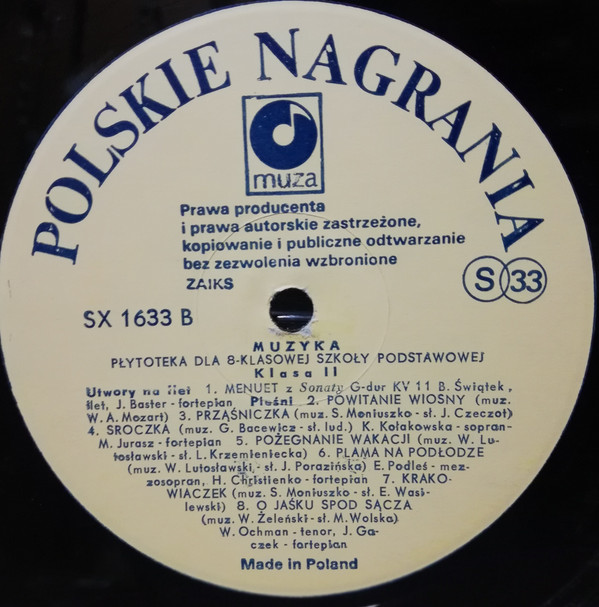 POLSKIE NAGRANIA
muza
Prawa producenta
i prawa autorskie zastrzeżone,
kopiowanie i publiczne odtwarzanie
bez zezwolenia wzbronione
ZAIKS
S 33
SX 1633 B
MUZYKA
PŁYTOTEKA DLA 8-KLASOWEJ SZKOŁY PODSTAWOWEJ
Klasa II
Utwory na flet 1. MENUET z Sonaty G-dur KV 11 B. Świątek,
flet, J. Baster - fortepian Pieśni 2. POWITANIE WIOSNY (muz.
W. A. Mozart) 3. PRZĄŚNICZKA (muz. S. Moniuszko - sł. J. Czeczot)
4. SROCZKA (muz. G. Bacewicz - sł. lud.) K. Kołakowska - sopran-
M. Jurasz - fortepian 5. POŻEGNANIE WAKACJI (muz. W. Lu-
tosławski - sł. L. Krzemieniecka) 6. PLAMA NA PODŁODZE
(muz. W. Lutosławski, - sł. J. Porazińska) E. Podleś - mez-
zosopran, H. Christienko - fortepian 7. KRAKO-
WIACZEK (muz. S. Moniuszko - sł. E. Wasi-
lewski) 8. O JAŚKU SPOD SĄCZA
(muz. W. Żeleński - sł. M. Wolska)
W. Ochman - tenor, J. Ga-
czek - fortepian
Made in Poland